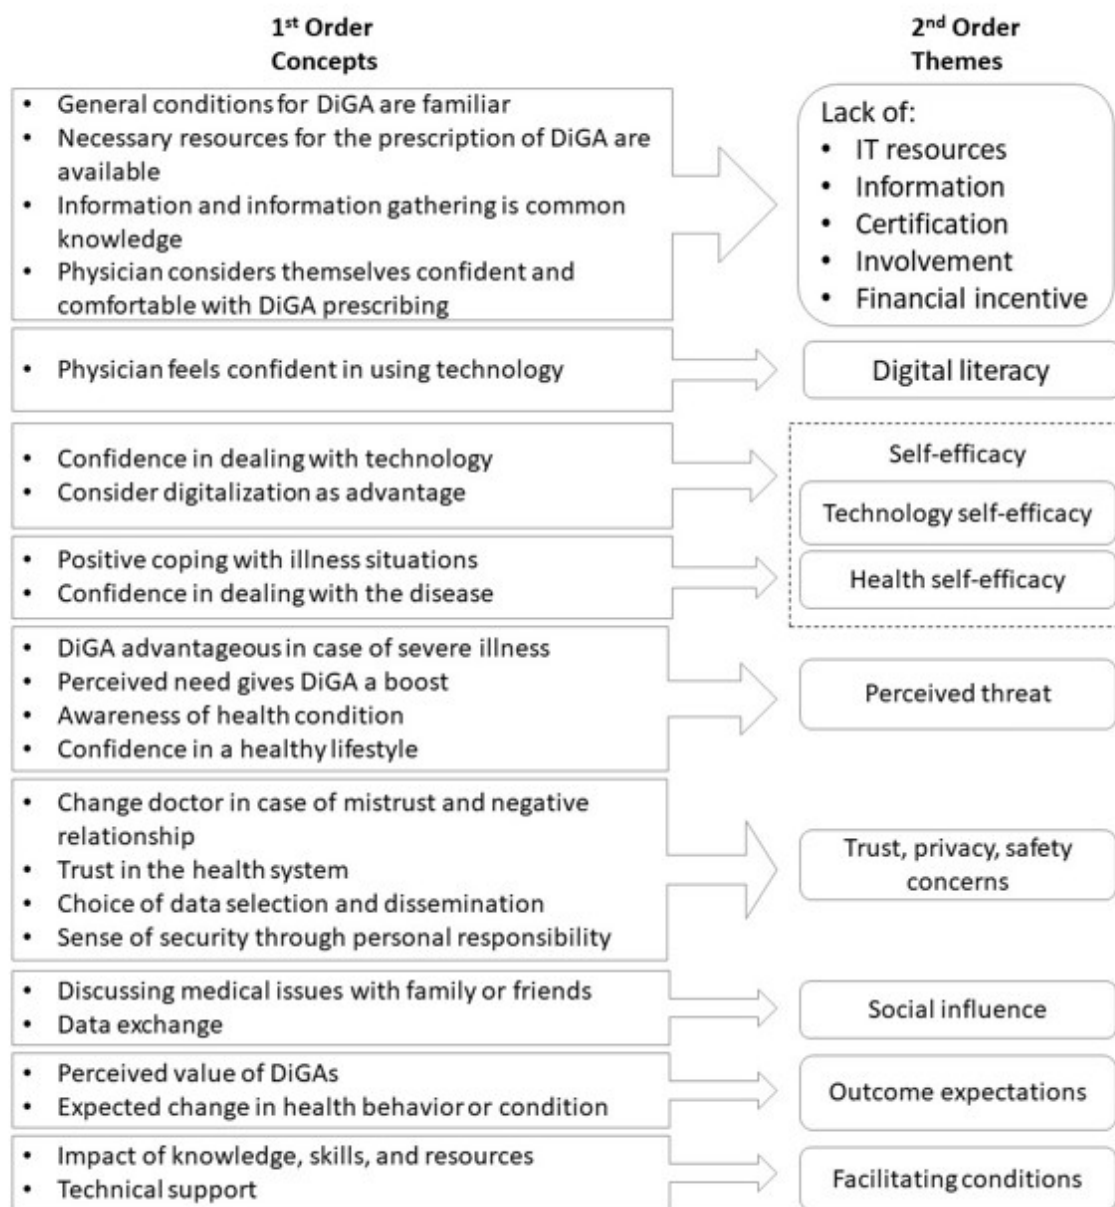 1st Order
Concepts
2nd Order
Themes
• General conditions for DiGA are familiar
• Necessary resources for the prescription of DiGA are
available
• Information and information gathering is common
knowledge
• Physician considers themselves confident and
comfortable with DiGA prescribing
Lack of:
• IT resources
• Information
• Certification
• Involvement
• Financial incentive
• Physician feels confident in using technology
Digital literacy
• Confidence in dealing with technology
• Consider digitalization as advantage
Self-efficacy
Technology self-efficacy
• Positive coping with illness situations
• Confidence in dealing with the disease
Health self-efficacy
• DiGA advantageous in case of severe illness
• Perceived need gives DiGA a boost
• Awareness of health condition
• Confidence in a healthy lifestyle
Perceived threat
• Change doctor in case of mistrust and negative
relationship
• Trust in the health system
• Choice of data selection and dissemination
• Sense of security through personal responsibility
Trust, privacy, safety
concerns
• Discussing medical issues with family or friends
• Data exchange
Social influence
• Perceived value of DiGAs
• Expected change in health behavior or condition
Outcome expectations
• Impact of knowledge, skills, and resources
• Technical support
Facilitating conditions